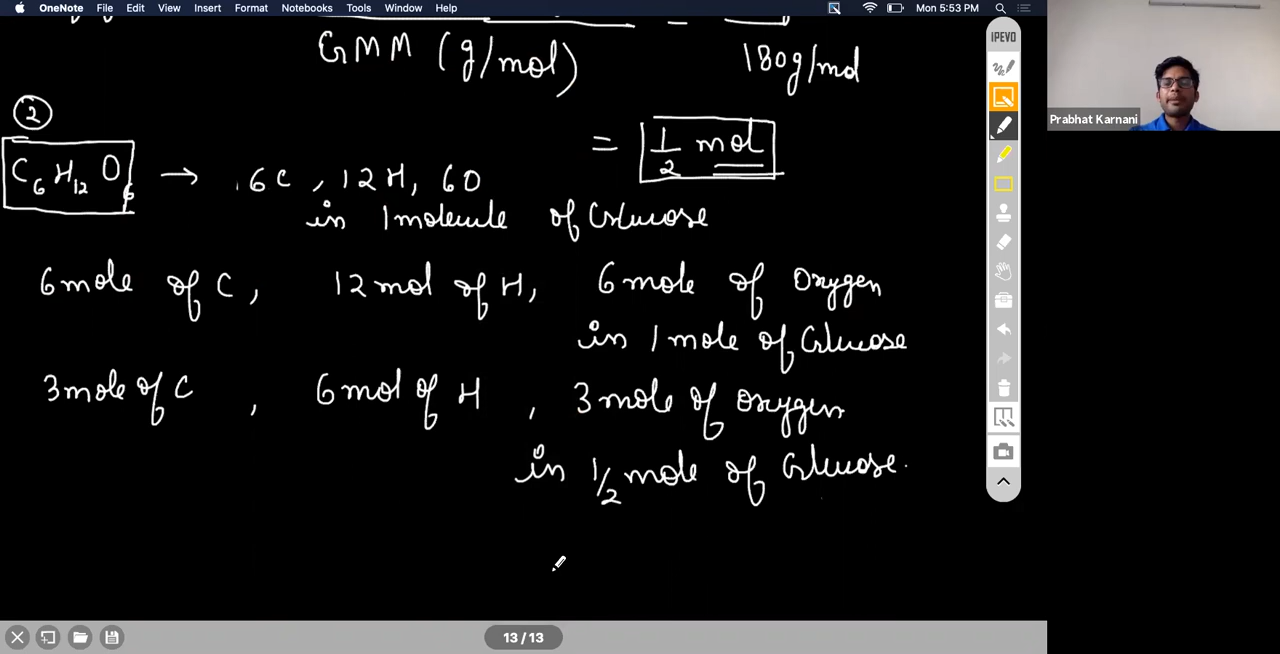 OneNote File Edit View Insert Format Notebooks Tools Window Help Mon 5:53 PM
IPEVO
GMM (g/mol) = 180g/mol
Prabhat Karnani
2
= 1/2 mol
C6H12O6 → 6C, 12H, 6O
in 1 molecule of Glucose
6 mole of C, 12 mol of H, 6 mole of Oxygen
in 1 mole of Glucose
3 mole of C, 6 mol of H, 3 mole of oxygen
in 1/2 mole of Glucose.
13/13